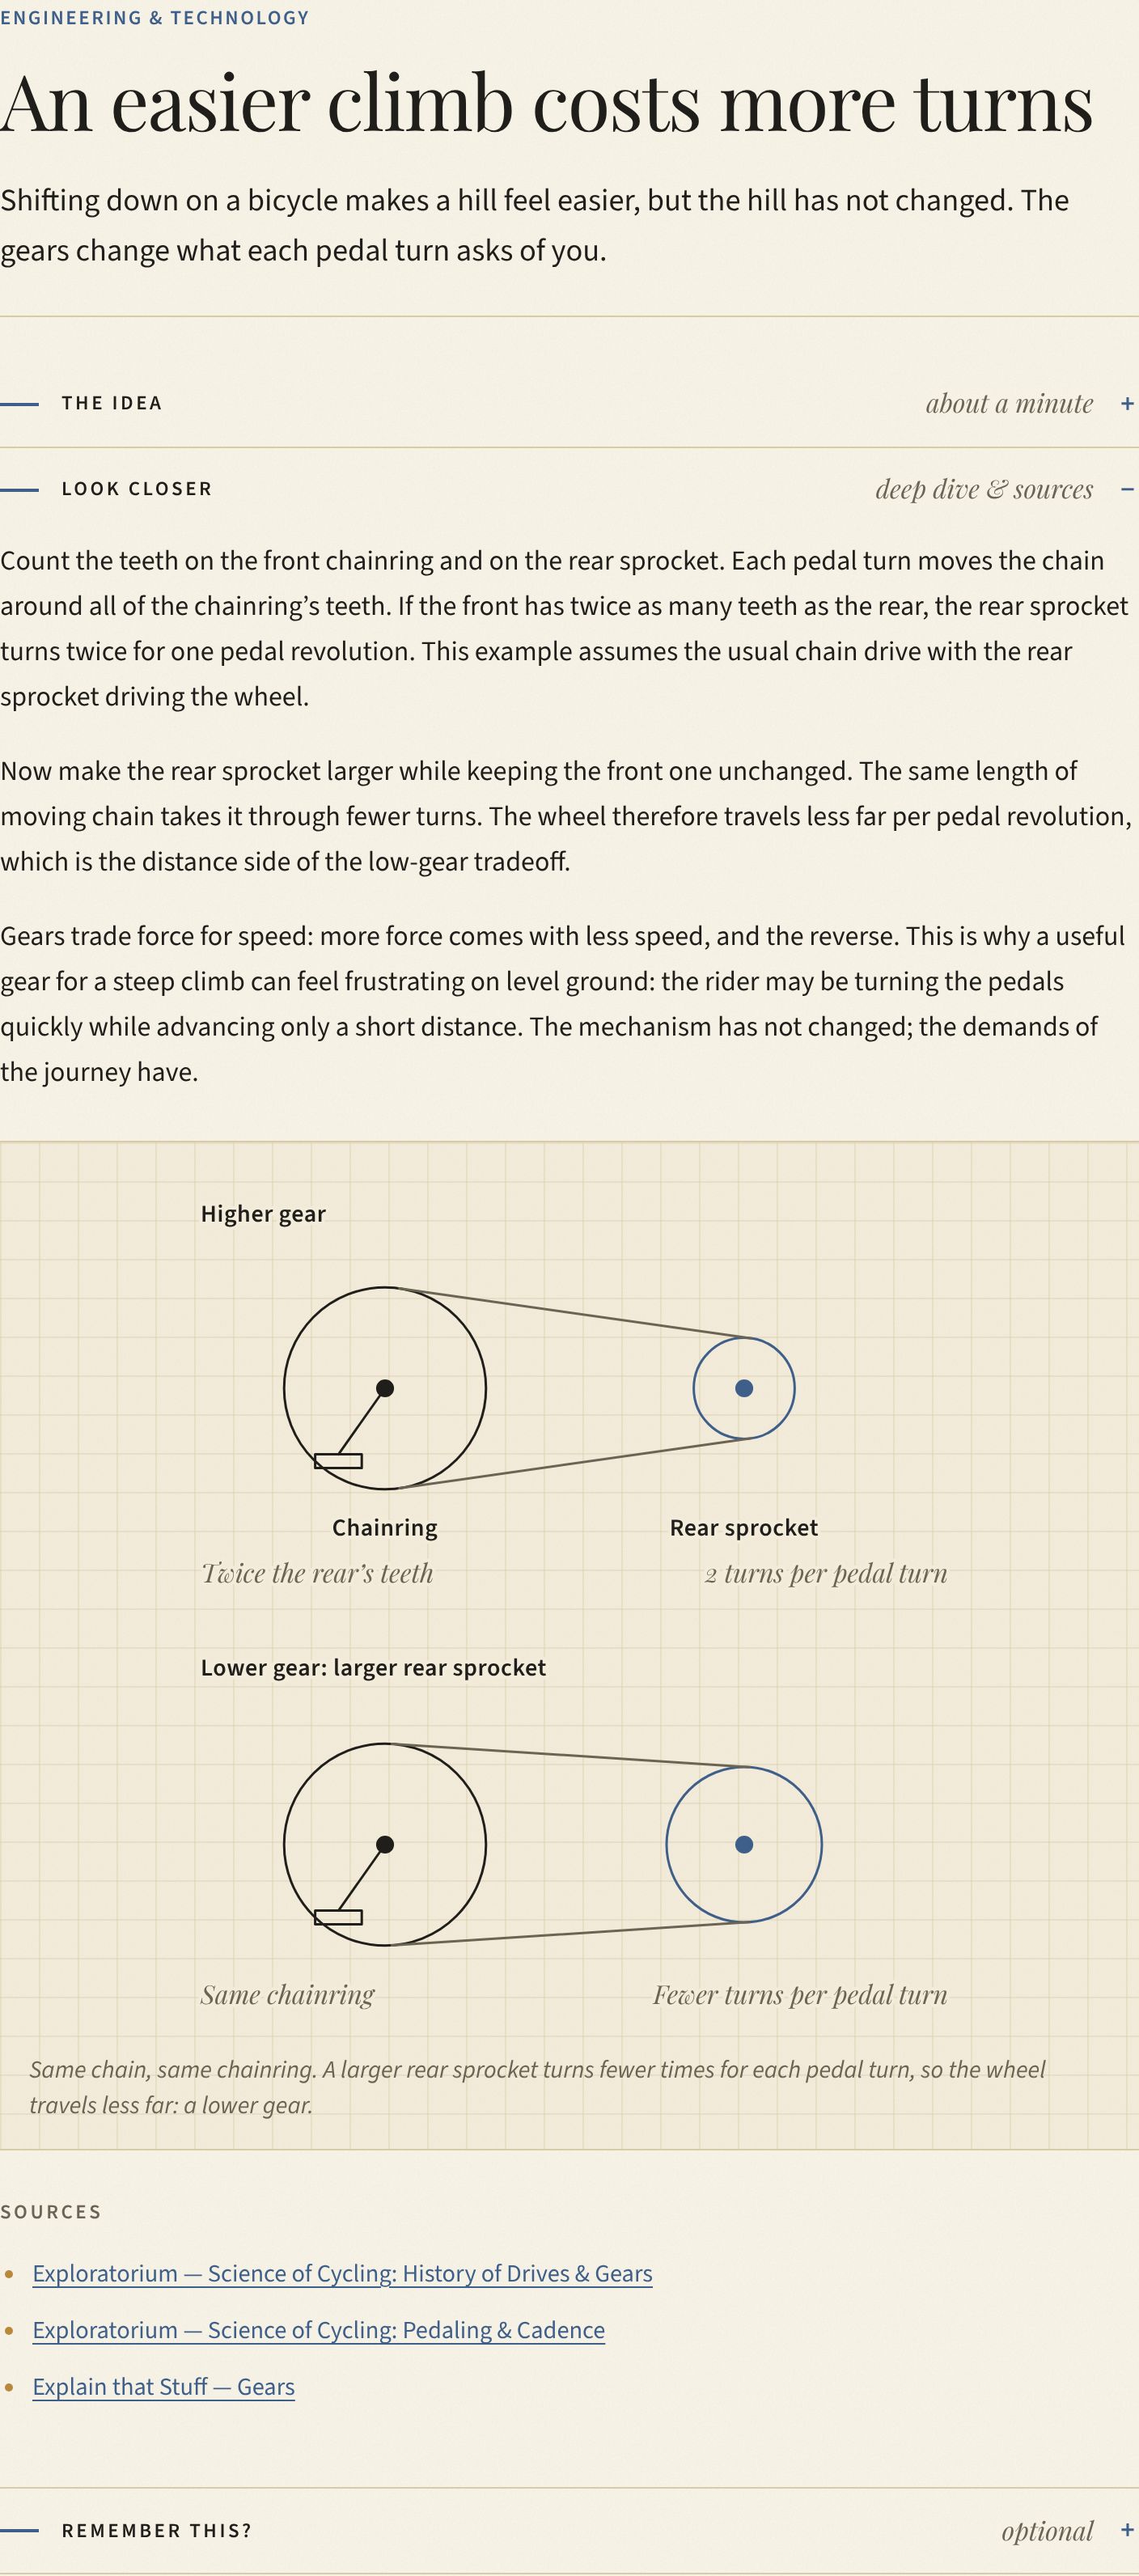 ENGINEERING & TECHNOLOGY
An easier climb costs more turns
Shifting down on a bicycle makes a hill feel easier, but the hill has not changed. The
gears change what each pedal turn asks of you.
THE IDEA about a minute +
LOOK CLOSER deep dive & sources −
Count the teeth on the front chainring and on the rear sprocket. Each pedal turn moves the chain
around all of the chainring’s teeth. If the front has twice as many teeth as the rear, the rear sprocket
turns twice for one pedal revolution. This example assumes the usual chain drive with the rear
sprocket driving the wheel.
Now make the rear sprocket larger while keeping the front one unchanged. The same length of
moving chain takes it through fewer turns. The wheel therefore travels less far per pedal revolution,
which is the distance side of the low-gear tradeoff.
Gears trade force for speed: more force comes with less speed, and the reverse. This is why a useful
gear for a steep climb can feel frustrating on level ground: the rider may be turning the pedals
quickly while advancing only a short distance. The mechanism has not changed; the demands of
the journey have.
Higher gear
Chainring Rear sprocket
Twice the rear’s teeth 2 turns per pedal turn
Lower gear: larger rear sprocket
Same chainring Fewer turns per pedal turn
Same chain, same chainring. A larger rear sprocket turns fewer times for each pedal turn, so the wheel
travels less far: a lower gear.
SOURCES
• Exploratorium — Science of Cycling: History of Drives & Gears
• Exploratorium — Science of Cycling: Pedaling & Cadence
• Explain that Stuff — Gears
REMEMBER THIS? optional +